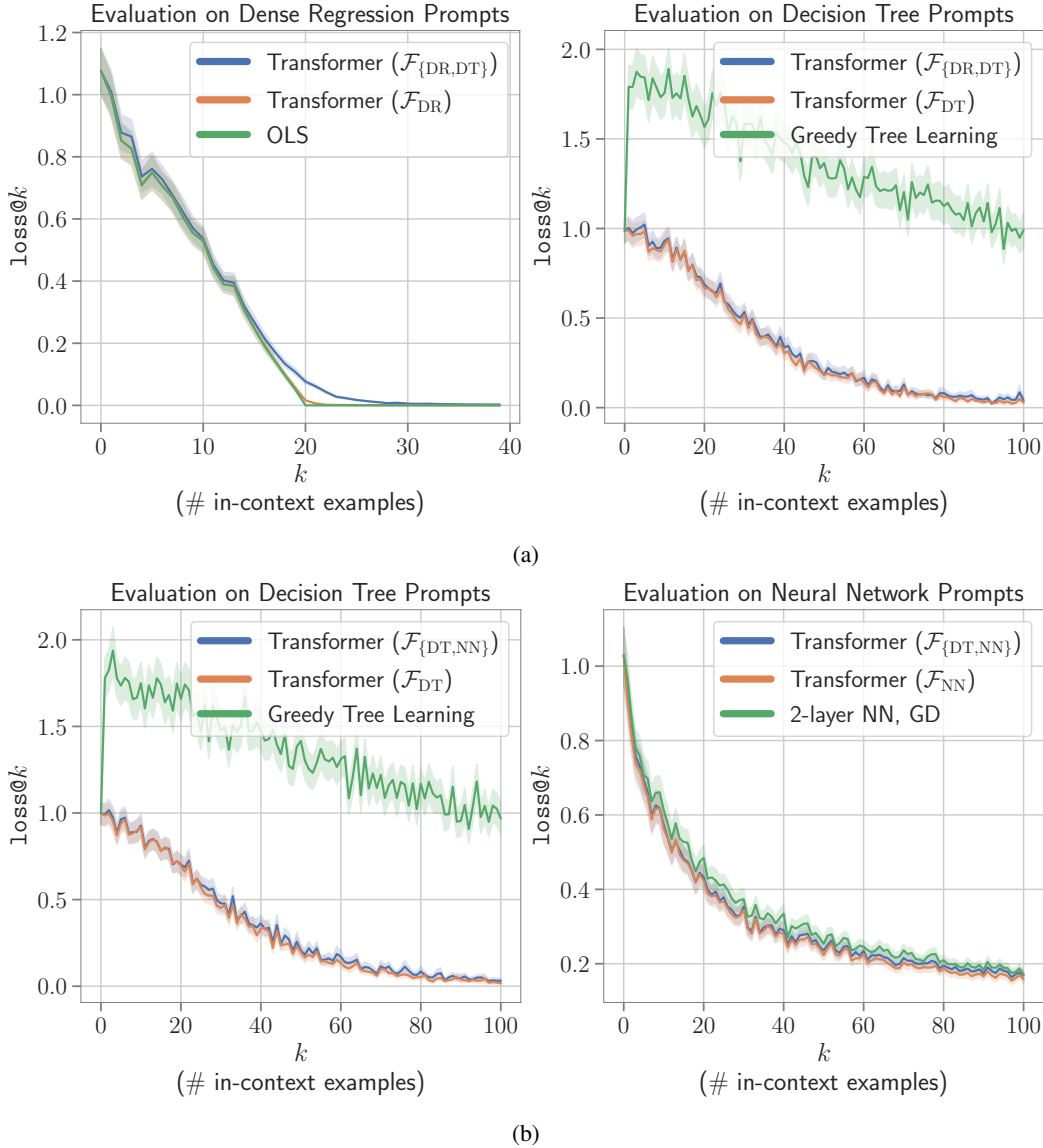 Evaluation on Dense Regression Prompts
1.2
1.0
0.8
0.6
0.4
0.2
0.0
loss@k
Transformer (F{DR,DT})
Transformer (FDR)
OLS
0
10
20
30
40
k
(# in-context examples)
Evaluation on Decision Tree Prompts
2.0
1.5
1.0
0.5
0.0
loss@k
Transformer (F{DR,DT})
Transformer (FDT)
Greedy Tree Learning
0
20
40
60
80
100
k
(# in-context examples)
(a)
Evaluation on Decision Tree Prompts
2.0
1.5
1.0
0.5
0.0
loss@k
Transformer (F{DT,NN})
Transformer (FDT)
Greedy Tree Learning
0
20
40
60
80
100
k
(# in-context examples)
Evaluation on Neural Network Prompts
1.0
0.8
0.6
0.4
0.2
loss@k
Transformer (F{DT,NN})
Transformer (FNN)
2-layer NN, GD
0
20
40
60
80
100
k
(# in-context examples)
(b)